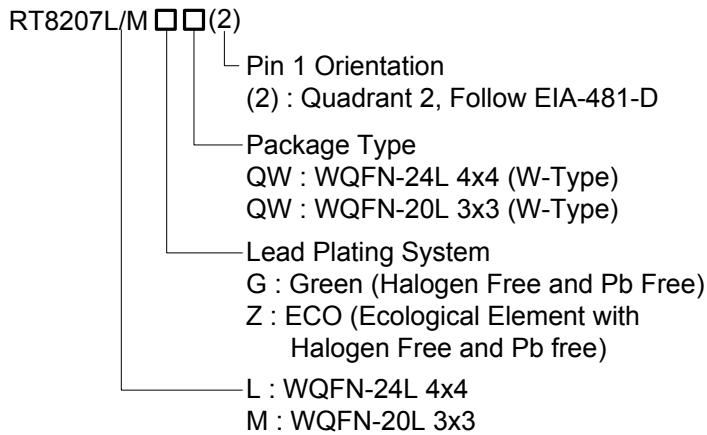 RT8207L/M □ □ (2)
Pin 1 Orientation
(2) : Quadrant 2, Follow EIA-481-D
Package Type
QW : WQFN-24L 4x4 (W-Type)
QW : WQFN-20L 3x3 (W-Type)
Lead Plating System
G : Green (Halogen Free and Pb Free)
Z : ECO (Ecological Element with
Halogen Free and Pb free)
L : WQFN-24L 4x4
M : WQFN-20L 3x3